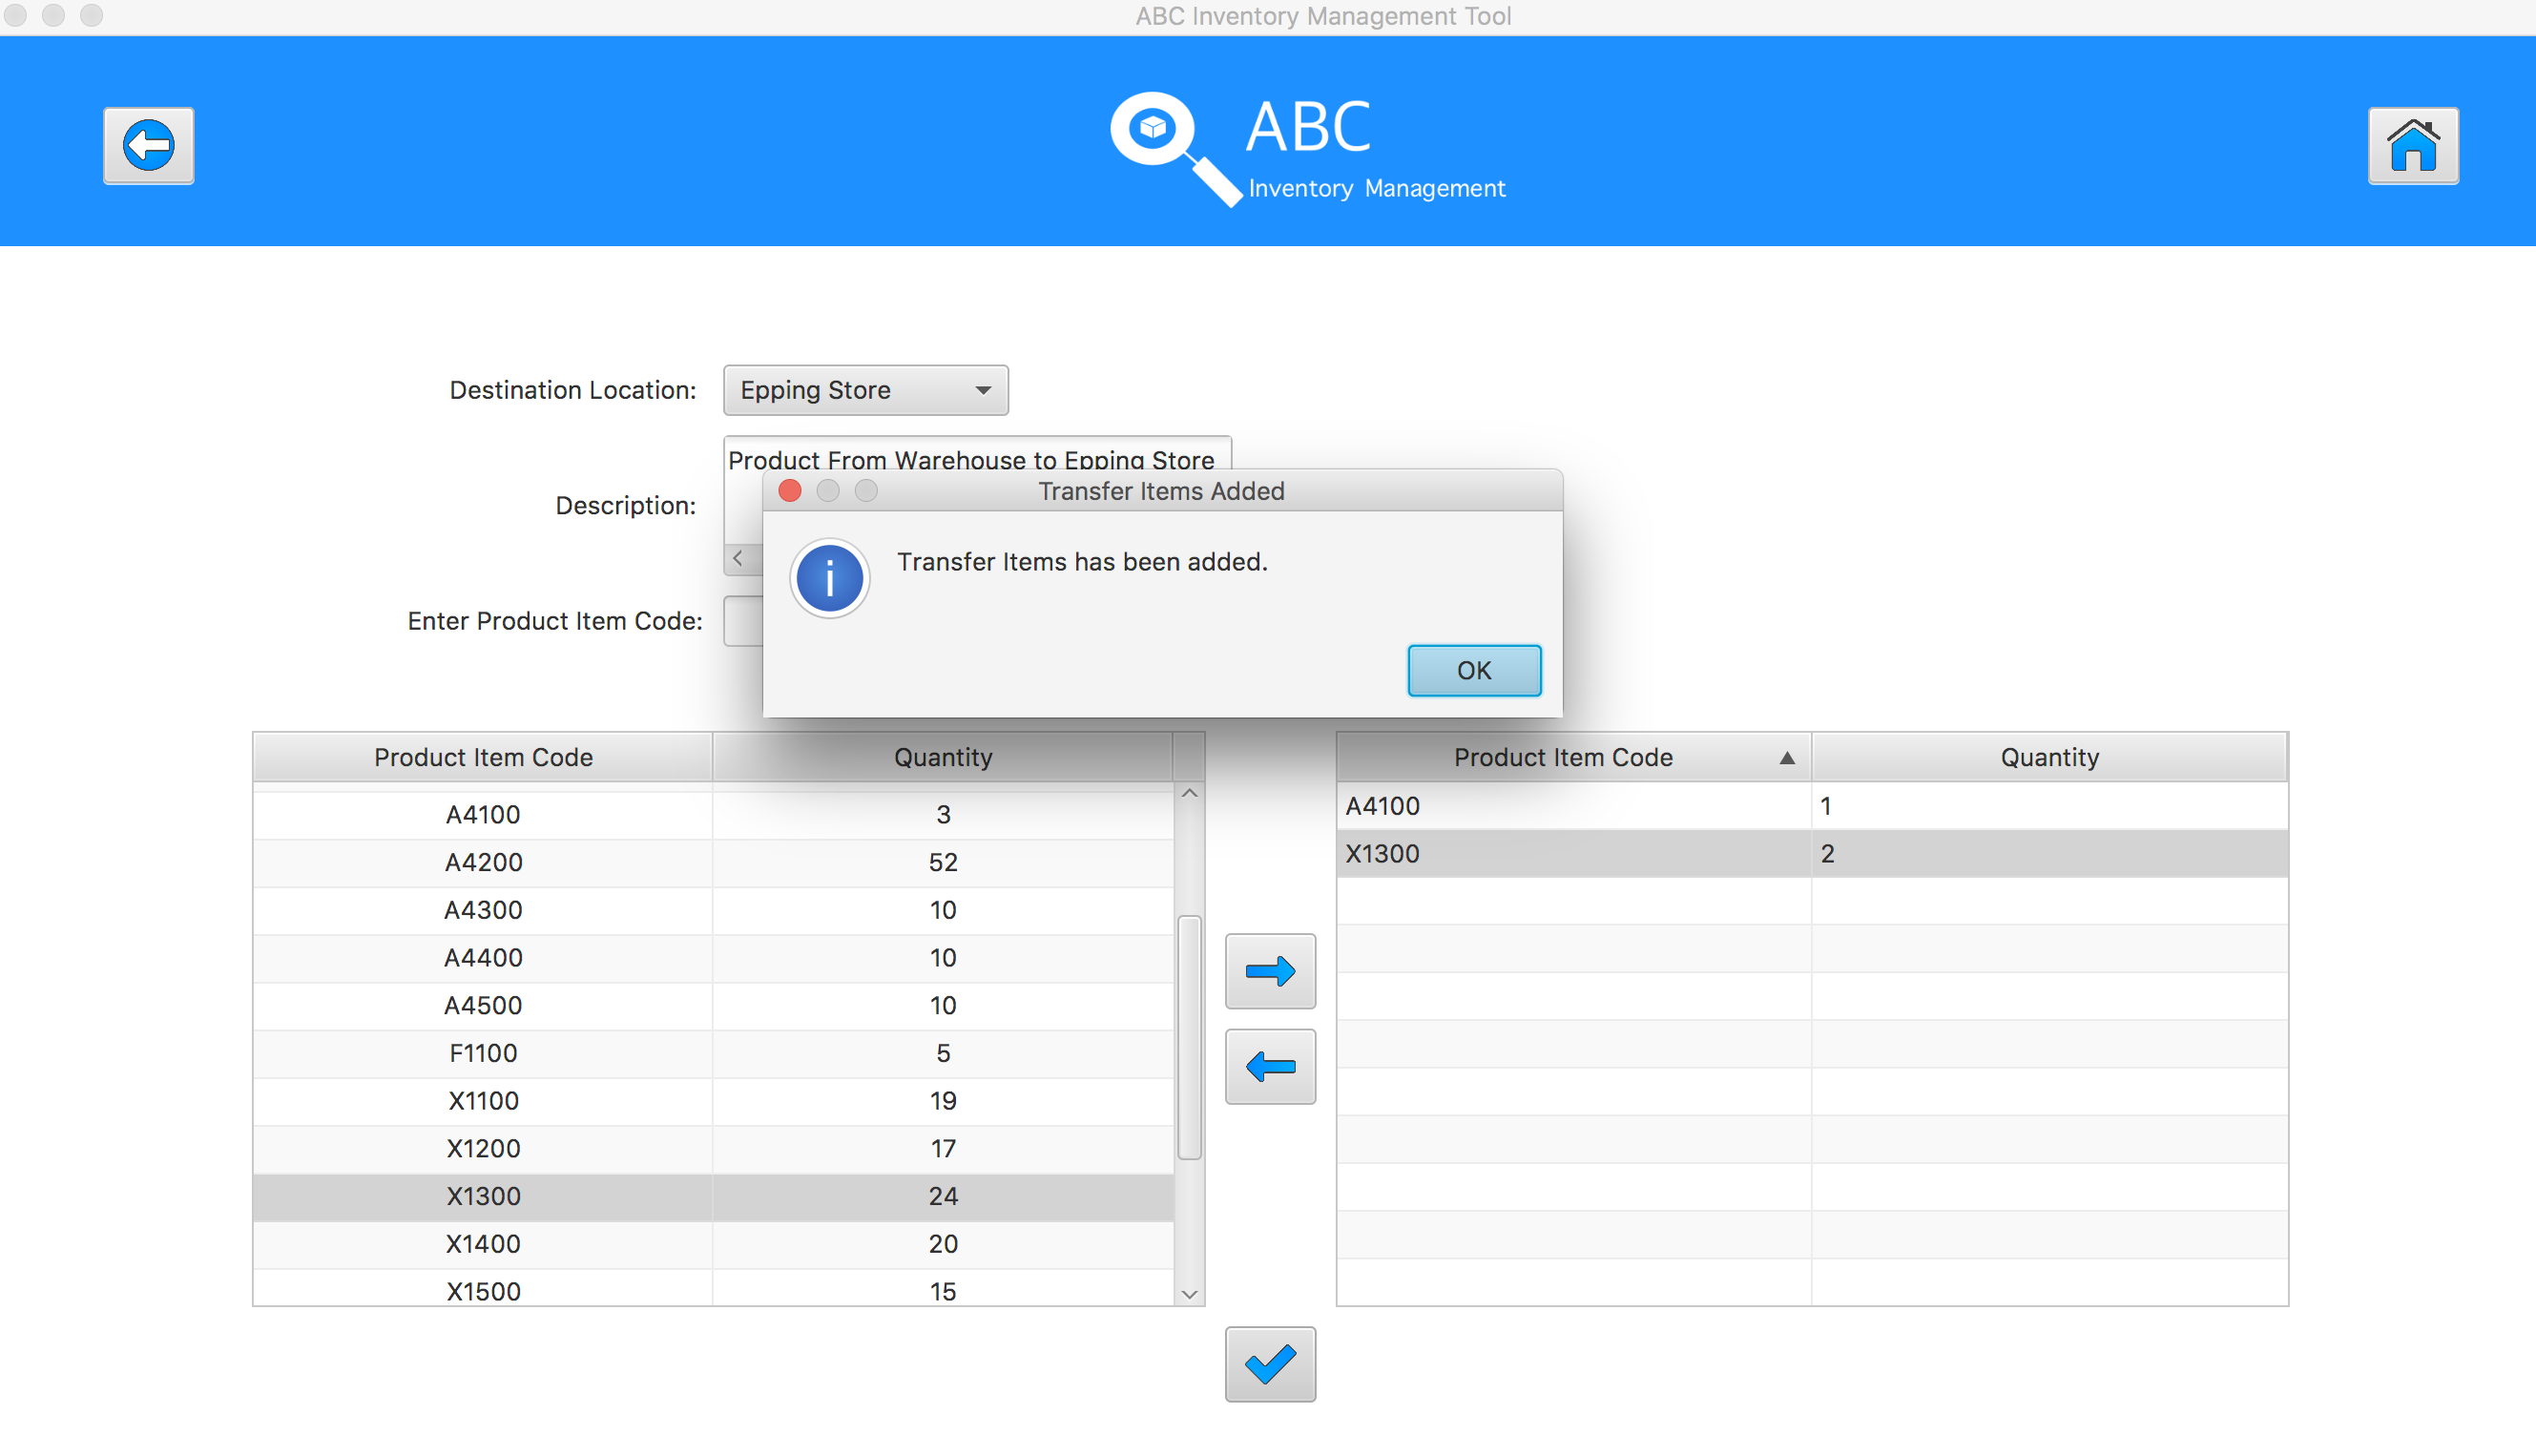 ABC Inventory Management Tool
ABC
Inventory Management
Destination Location: Epping Store
Product From Warehouse to Epping Store
Description:
Transfer Items Added
i
Transfer Items has been added.
Enter Product Item Code:
OK
Product Item Code Quantity
A4100 3
A4200 52
A4300 10
A4400 10
A4500 10
F1100 5
X1100 19
X1200 17
X1300 24
X1400 20
X1500 15
Product Item Code Quantity
A4100 1
X1300 2